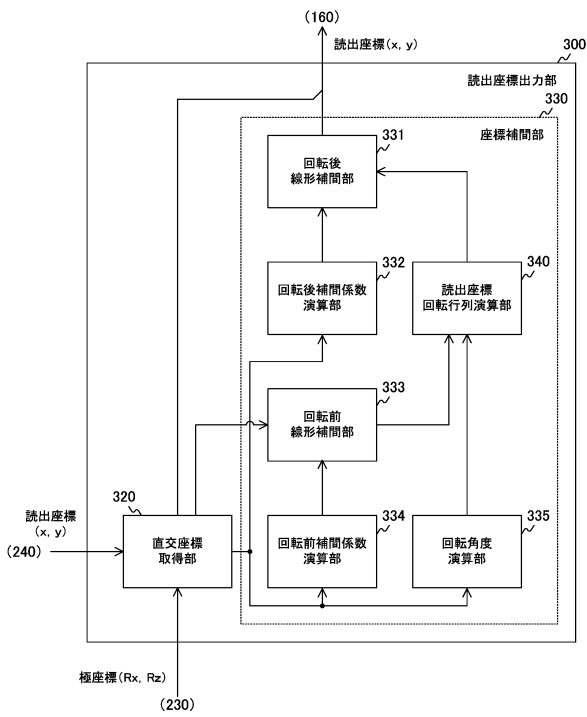 (160)
読出座標(x, y)
300
読出座標出力部
330
座標補間部
331
回転後
線形補間部
332
回転後補間係数
演算部
340
読出座標
回転行列演算部
333
回転前
線形補間部
320
直交座標
取得部
読出座標
(x, y)
(240)
334
回転前補間係数
演算部
335
回転角度
演算部
極座標(Rx, Rz)
(230)